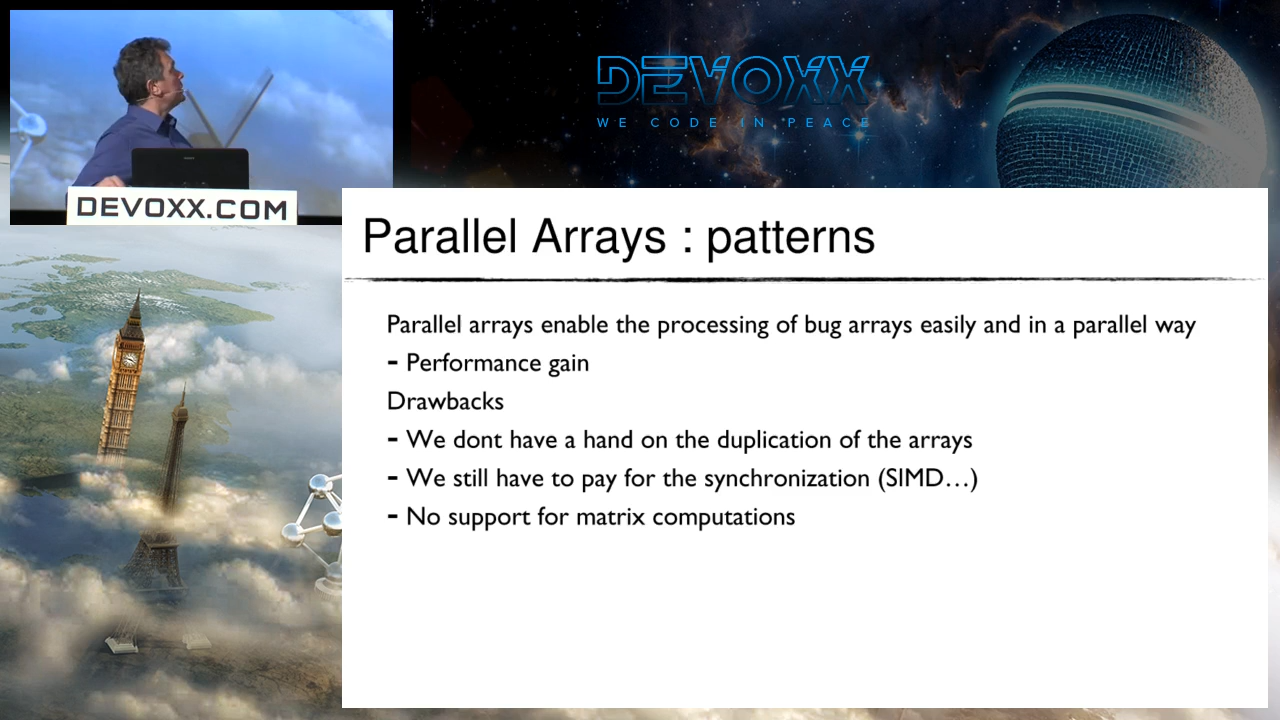 DEVOXX
WE CODE IN PEACE
DEVOXX.COM
Parallel Arrays : patterns
Parallel arrays enable the processing of bug arrays easily and in a parallel way
- Performance gain
Drawbacks
- We dont have a hand on the duplication of the arrays
- We still have to pay for the synchronization (SIMD…)
- No support for matrix computations